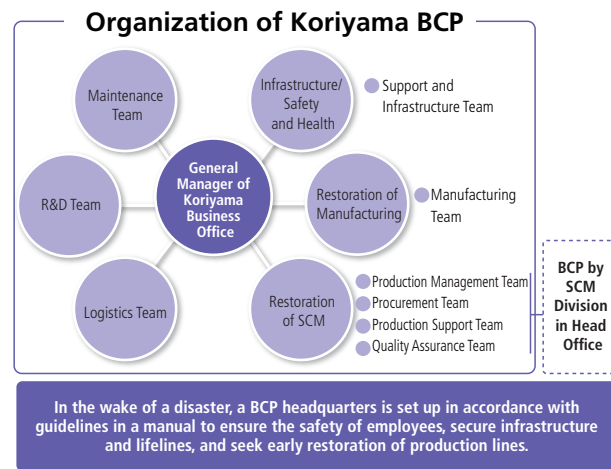 Organization of Koriyama BCP
Maintenance
Team
Infrastructure/
Safety
and Health
Support and
Infrastructure Team
General
Manager of
Koriyama
Business
Office
R&D Team
Restoration of
Manufacturing
Manufacturing
Team
Logistics Team
Restoration
of SCM
Production Management Team
Procurement Team
Production Support Team
Quality Assurance Team
BCP by
SCM
Division
in Head
Office
In the wake of a disaster, a BCP headquarters is set up in accordance with
guidelines in a manual to ensure the safety of employees, secure infrastructure
and lifelines, and seek early restoration of production lines.